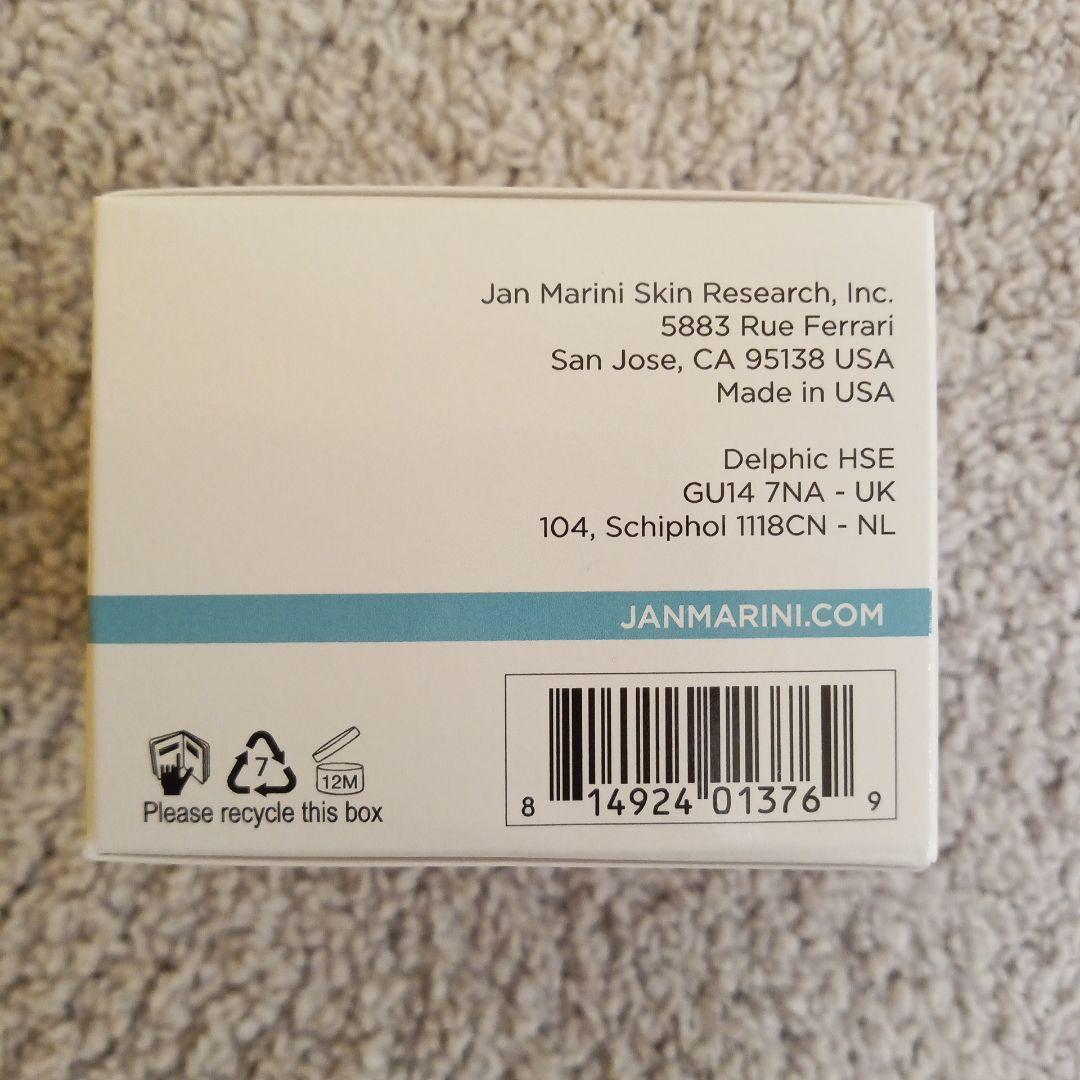 Jan Marini Skin Research, Inc.
5883 Rue Ferrari
San Jose, CA 95138 USA
Made in USA
Delphic HSE
GU14 7NA - UK
104, Schiphol 1118CN - NL
JANMARINI.COM
7
12M
Please recycle this box
8 14924 01376 9